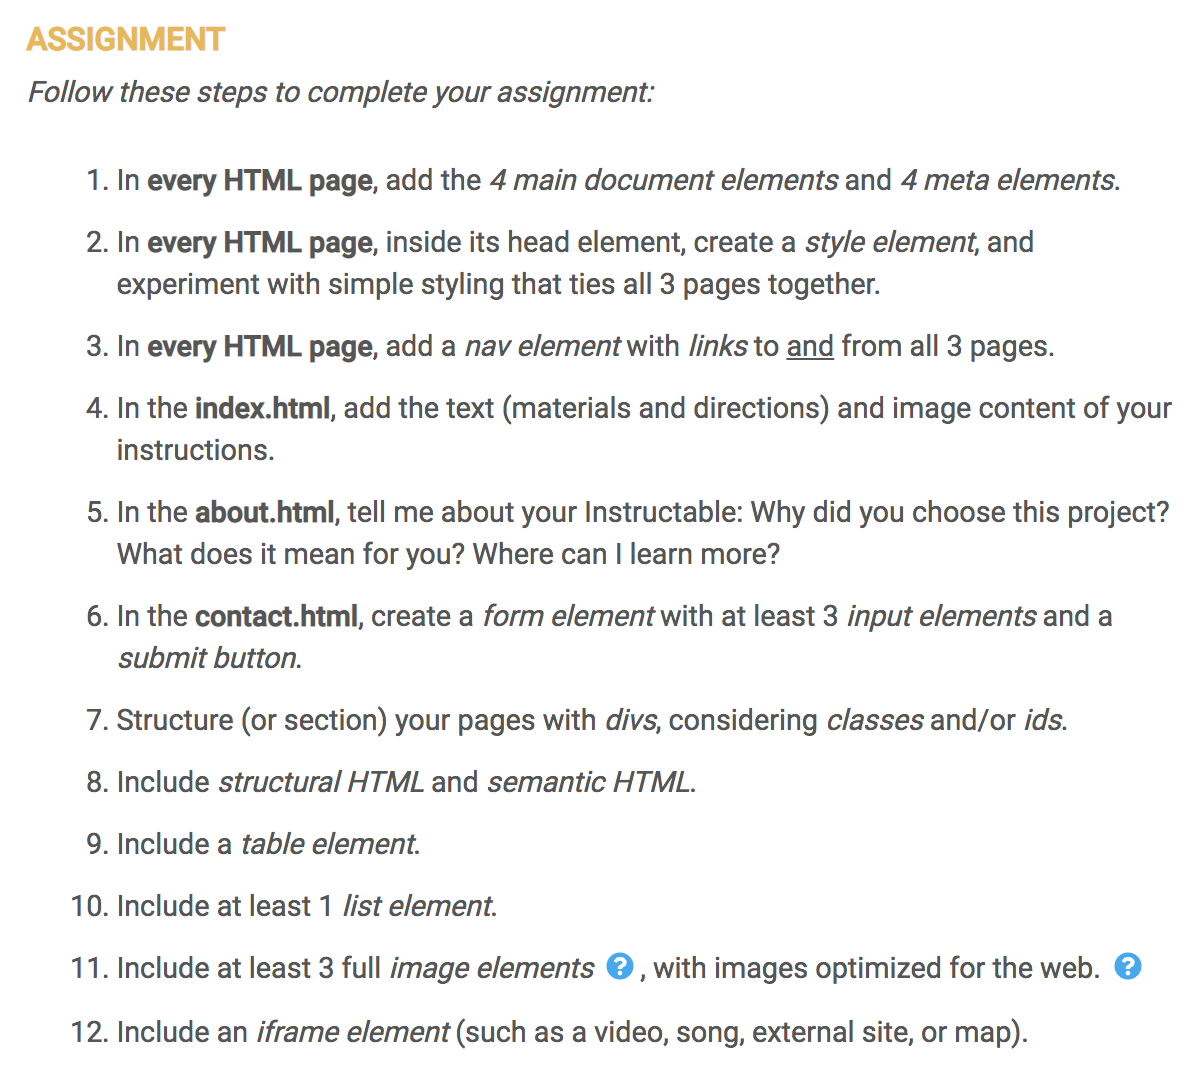 ASSIGNMENT
Follow these steps to complete your assignment:
1. In every HTML page, add the 4 main document elements and 4 meta elements.
2. In every HTML page, inside its head element, create a style element, and
experiment with simple styling that ties all 3 pages together.
3. In every HTML page, add a nav element with links to and from all 3 pages.
4. In the index.html, add the text (materials and directions) and image content of your
instructions.
5. In the about.html, tell me about your Instructable: Why did you choose this project?
What does it mean for you? Where can I learn more?
6. In the contact.html, create a form element with at least 3 input elements and a
submit button.
7. Structure (or section) your pages with divs, considering classes and/or ids.
8. Include structural HTML and semantic HTML.
9. Include a table element.
10. Include at least 1 list element.
11. Include at least 3 full image elements ? , with images optimized for the web. ?
12. Include an iframe element (such as a video, song, external site, or map).